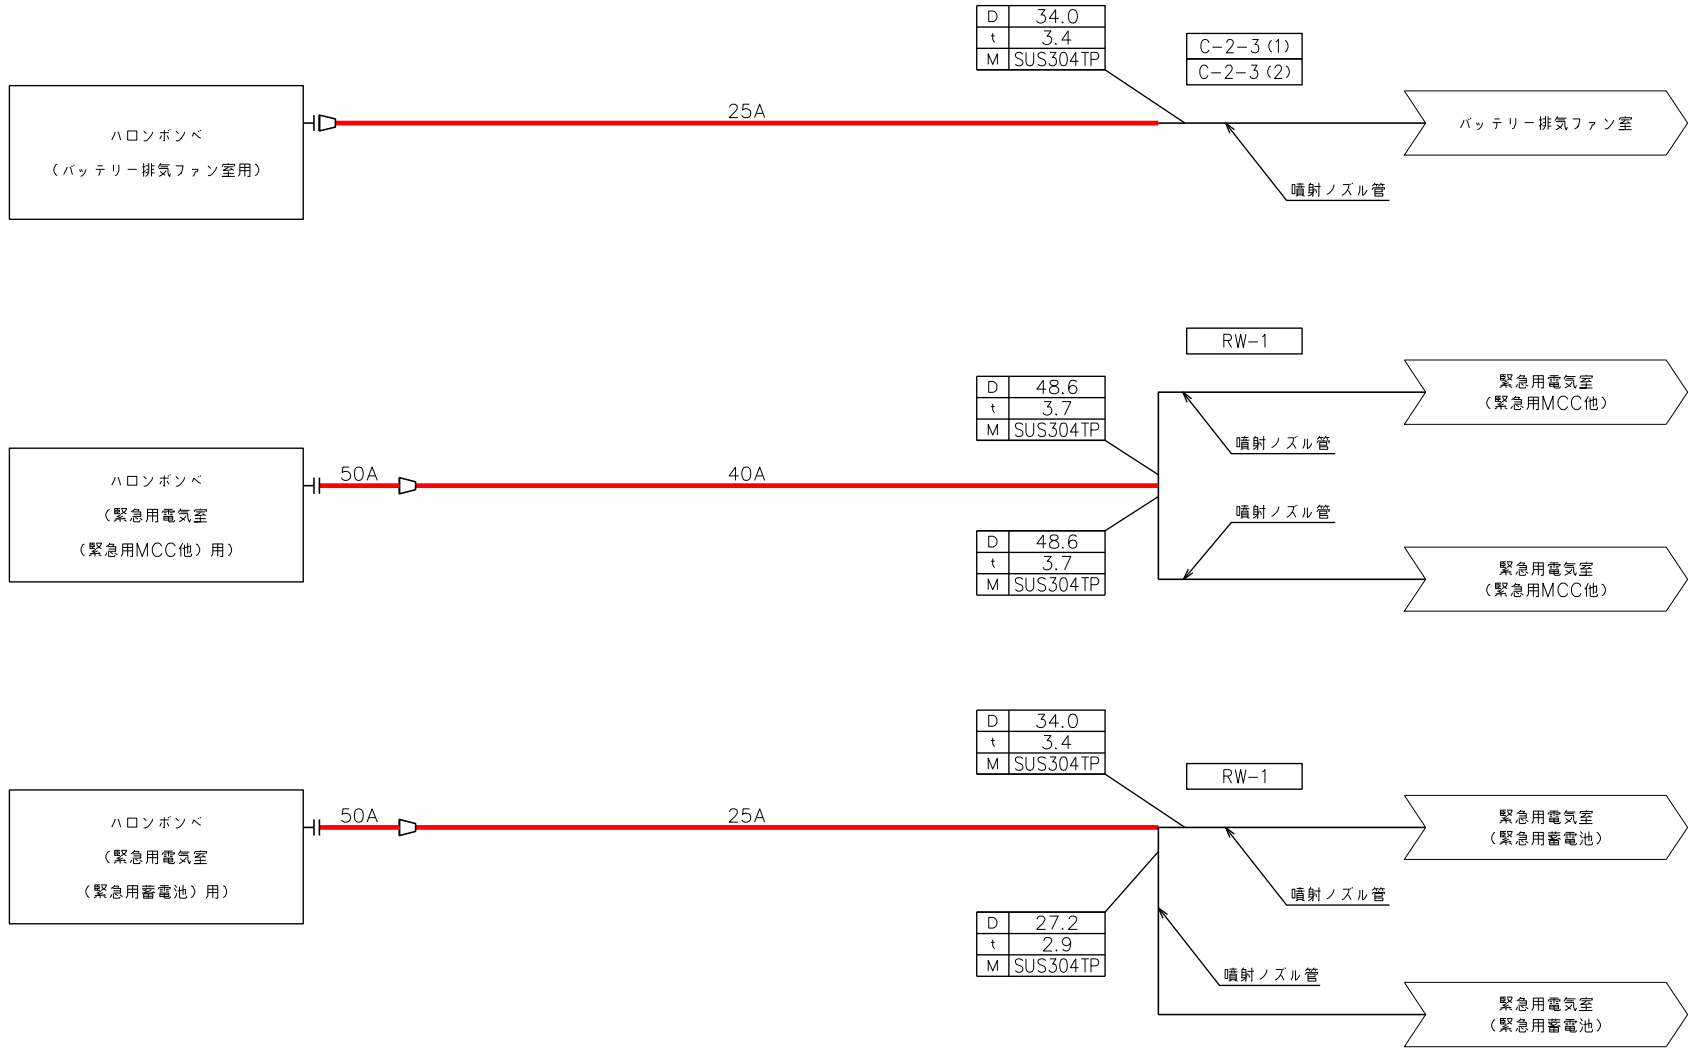 D 34.0
t 3.4
M SUS304TP
C-2-3(1)
C-2-3(2)
ハロンボンベ
(バッテリー排気ファン室用)
25A
バッテリー排気ファン室
噴射ノズル管
RW-1
D 48.6
t 3.7
M SUS304TP
緊急用電気室
(緊急用MCC他)
噴射ノズル管
ハロンボンベ
(緊急用電気室
(緊急用MCC他)用)
50A
40A
噴射ノズル管
D 48.6
t 3.7
M SUS304TP
緊急用電気室
(緊急用MCC他)
D 34.0
t 3.4
M SUS304TP
RW-1
ハロンボンベ
(緊急用電気室
(緊急用蓄電池)用)
50A
25A
緊急用電気室
(緊急用蓄電池)
噴射ノズル管
D 27.2
t 2.9
M SUS304TP
噴射ノズル管
緊急用電気室
(緊急用蓄電池)